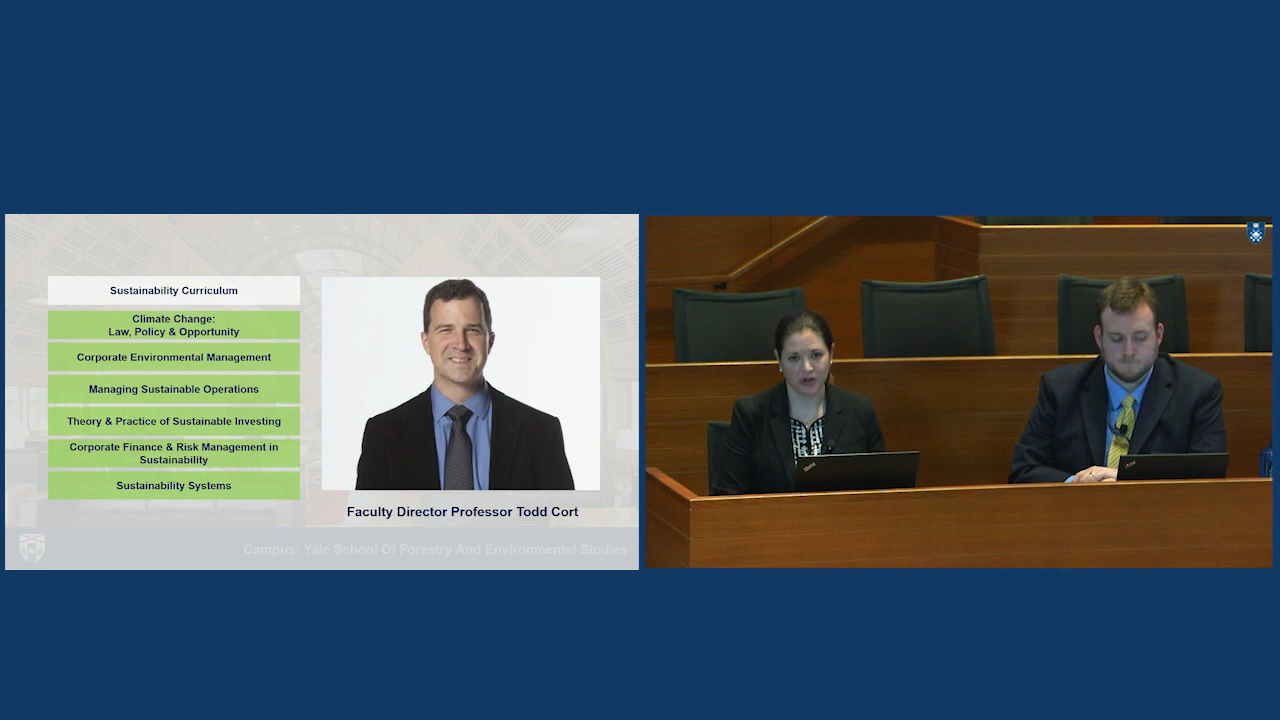 Sustainability Curriculum
Climate Change:
Law, Policy & Opportunity
Corporate Environmental Management
Managing Sustainable Operations
Theory & Practice of Sustainable Investing
Corporate Finance & Risk Management in
Sustainability
Sustainability Systems
Faculty Director Professor Todd Cort
Campus: Yale School Of Forestry And Environmental Studies